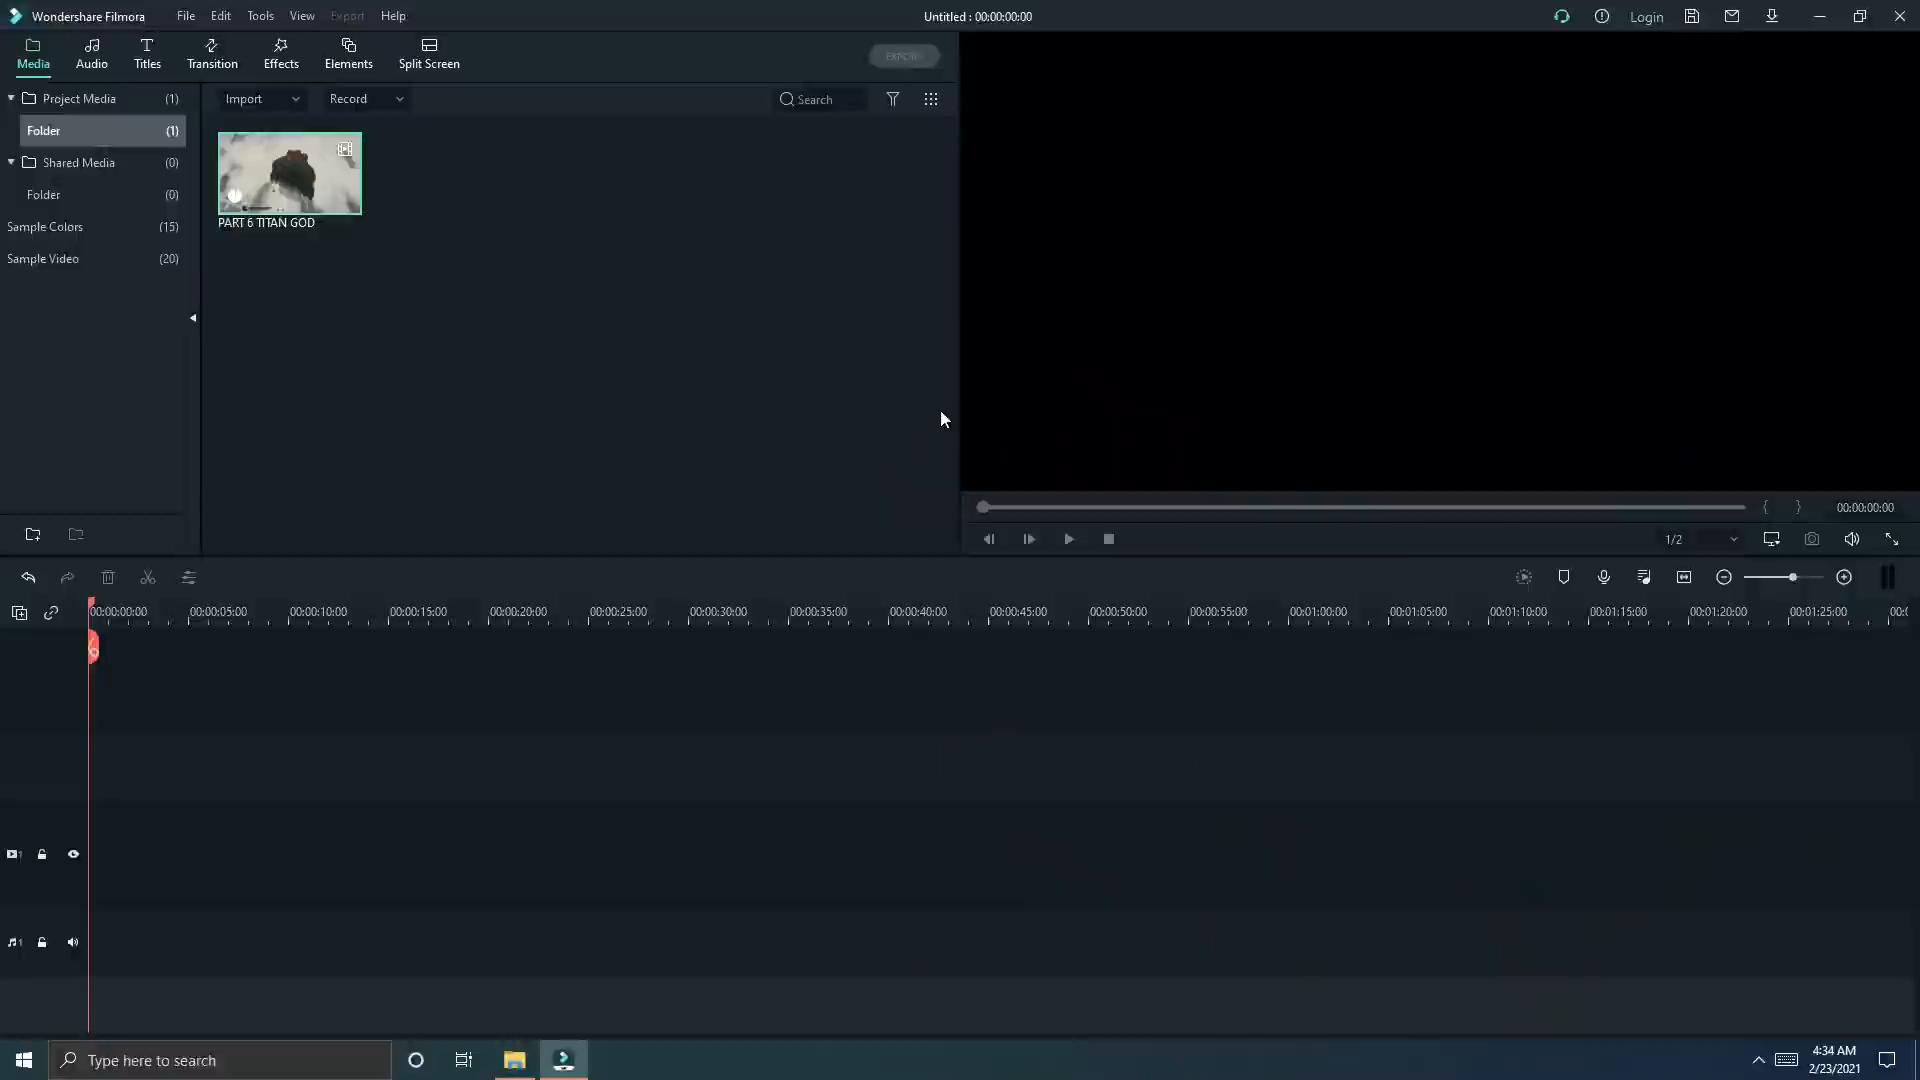 Wondershare Filmora File Edit Tools View Export Help Untitled : 00:00:00:00 Login
Media Audio Titles Transition Effects Elements Split Screen EXPORT
Project Media (1) Import Record Search
Folder (1)
Shared Media (0)
Folder (0)
PART 6 TITAN GOD
Sample Colors (15)
Sample Video (20)
{ } 00:00:00:00
1/2
00:00:00:00 00:00:05:00 00:00:10:00 00:00:15:00 00:00:20:00 00:00:25:00 00:00:30:00 00:00:35:00 00:00:40:00 00:00:45:00 00:00:50:00 00:00:55:00 00:01:00:00 00:01:05:00 00:01:10:00 00:01:15:00 00:01:20:00 00:01:25:00 00:0
1
1
Type here to search
4:34 AM
2/23/2021